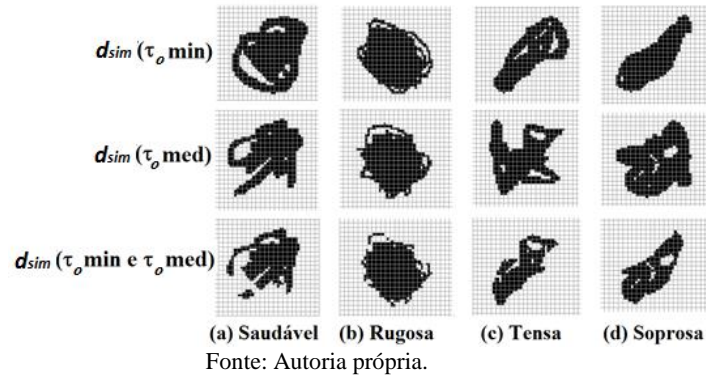 dsim (τo min)
dsim (τo med)
dsim (τo min e τo med)
(a) Saudável (b) Rugosa (c) Tensa (d) Soprosa
Fonte: Autoria própria.